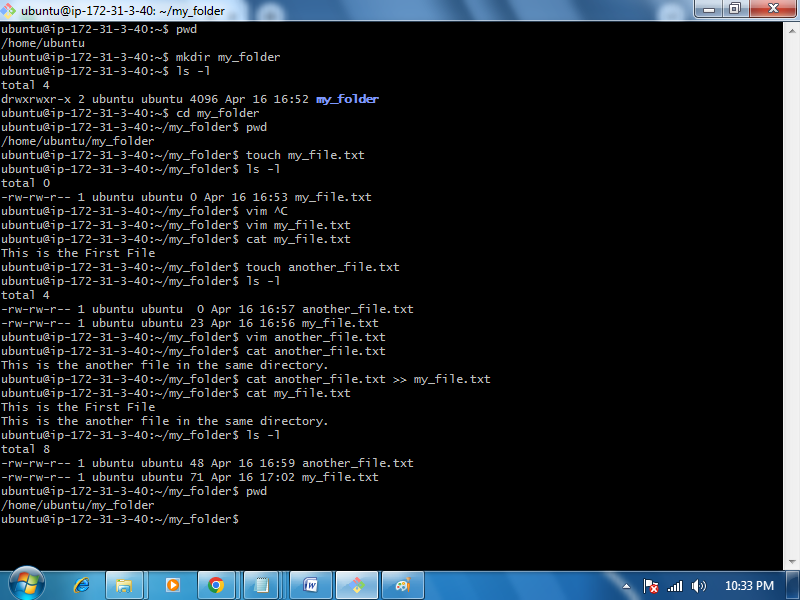 ubuntu@ip-172-31-3-40: ~/my_folder
ubuntu@ip-172-31-3-40:~$ pwd
/home/ubuntu
ubuntu@ip-172-31-3-40:~$ mkdir my_folder
ubuntu@ip-172-31-3-40:~$ ls -l
total 4
drwxrwxr-x 2 ubuntu ubuntu 4096 Apr 16 16:52 my_folder
ubuntu@ip-172-31-3-40:~$ cd my_folder
ubuntu@ip-172-31-3-40:~/my_folder$ pwd
/home/ubuntu/my_folder
ubuntu@ip-172-31-3-40:~/my_folder$ touch my_file.txt
ubuntu@ip-172-31-3-40:~/my_folder$ ls -l
total 0
-rw-rw-r-- 1 ubuntu ubuntu 0 Apr 16 16:53 my_file.txt
ubuntu@ip-172-31-3-40:~/my_folder$ vim ^C
ubuntu@ip-172-31-3-40:~/my_folder$ vim my_file.txt
ubuntu@ip-172-31-3-40:~/my_folder$ cat my_file.txt
This is the First File
ubuntu@ip-172-31-3-40:~/my_folder$ touch another_file.txt
ubuntu@ip-172-31-3-40:~/my_folder$ ls -l
total 4
-rw-rw-r-- 1 ubuntu ubuntu  0 Apr 16 16:57 another_file.txt
-rw-rw-r-- 1 ubuntu ubuntu 23 Apr 16 16:56 my_file.txt
ubuntu@ip-172-31-3-40:~/my_folder$ vim another_file.txt
ubuntu@ip-172-31-3-40:~/my_folder$ cat another_file.txt
This is the another file in the same directory.
ubuntu@ip-172-31-3-40:~/my_folder$ cat another_file.txt >> my_file.txt
ubuntu@ip-172-31-3-40:~/my_folder$ cat my_file.txt
This is the First File
This is the another file in the same directory.
ubuntu@ip-172-31-3-40:~/my_folder$ ls -l
total 8
-rw-rw-r-- 1 ubuntu ubuntu 48 Apr 16 16:59 another_file.txt
-rw-rw-r-- 1 ubuntu ubuntu 71 Apr 16 17:02 my_file.txt
ubuntu@ip-172-31-3-40:~/my_folder$ pwd
/home/ubuntu/my_folder
ubuntu@ip-172-31-3-40:~/my_folder$
10:33 PM